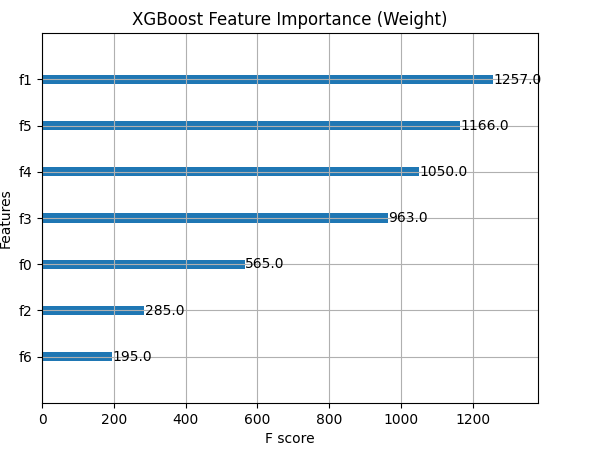 XGBoost Feature Importance (Weight)
Features
f1
1257.0
f5
1166.0
f4
1050.0
f3
963.0
f0
565.0
f2
285.0
f6
195.0
0 200 400 600 800 1000 1200
F score